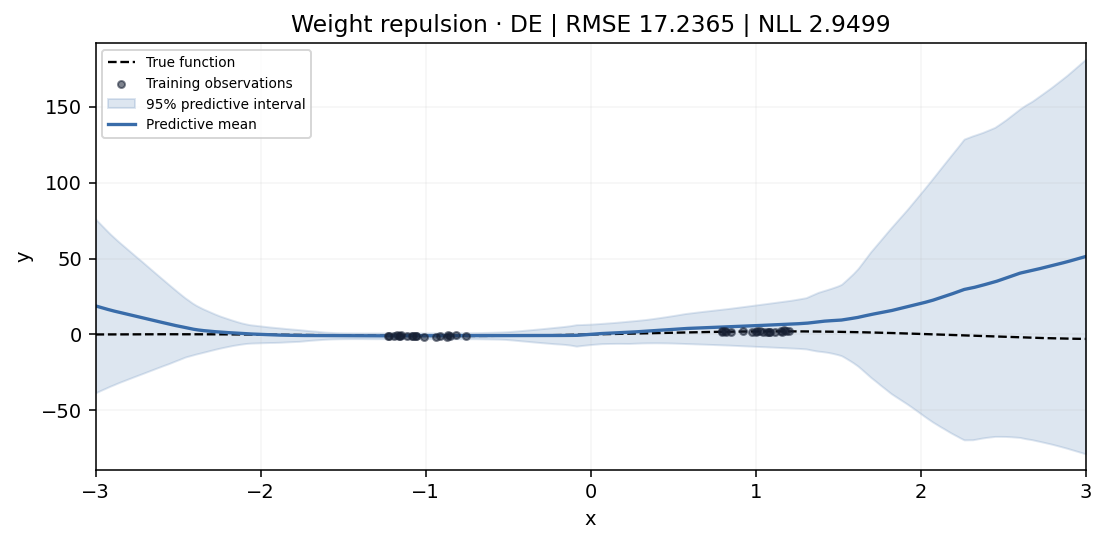 Weight repulsion · DE | RMSE 17.2365 | NLL 2.9499
True function
Training observations
95% predictive interval
Predictive mean
150
100
50
0
−50
y
−3
−2
−1
0
1
2
3
x